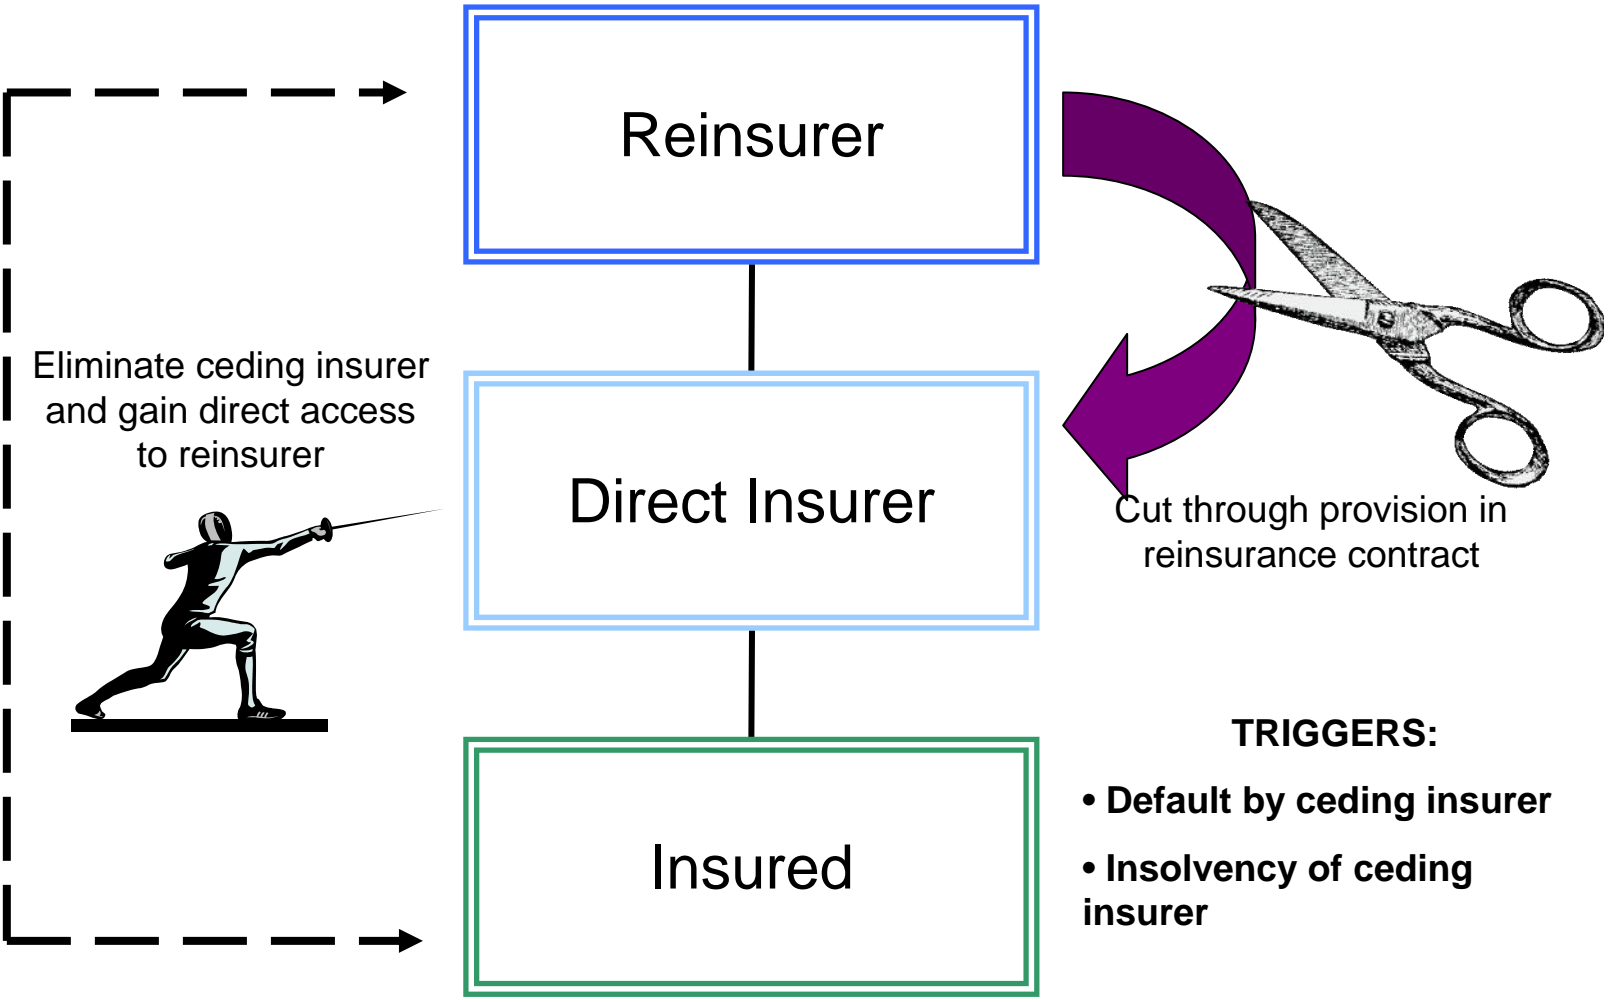 Reinsurer
Eliminate ceding insurer
and gain direct access
to reinsurer
Direct Insurer
Cut through provision in
reinsurance contract
Insured
TRIGGERS:
• Default by ceding insurer
• Insolvency of ceding
insurer